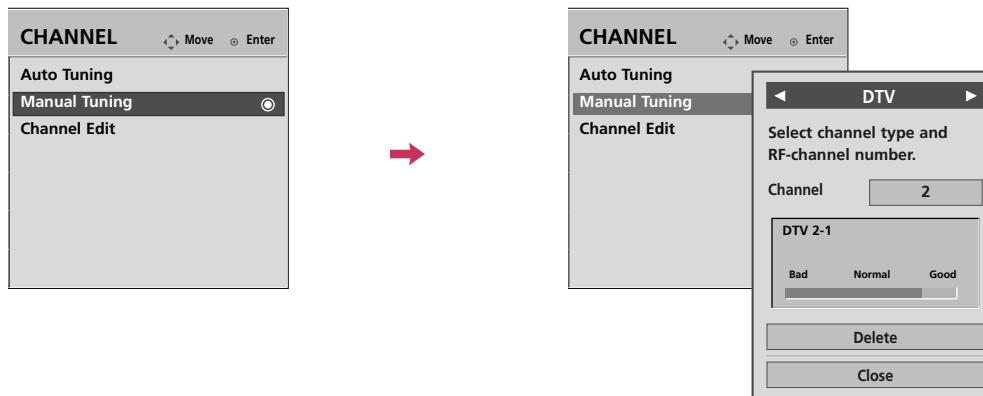 CHANNEL Move Enter
Auto Tuning
Manual Tuning
Channel Edit
CHANNEL Move Enter
Auto Tuning
Manual Tuning
Channel Edit
DTV
Select channel type and
RF-channel number.
Channel 2
DTV 2-1
Bad Normal Good
Delete
Close